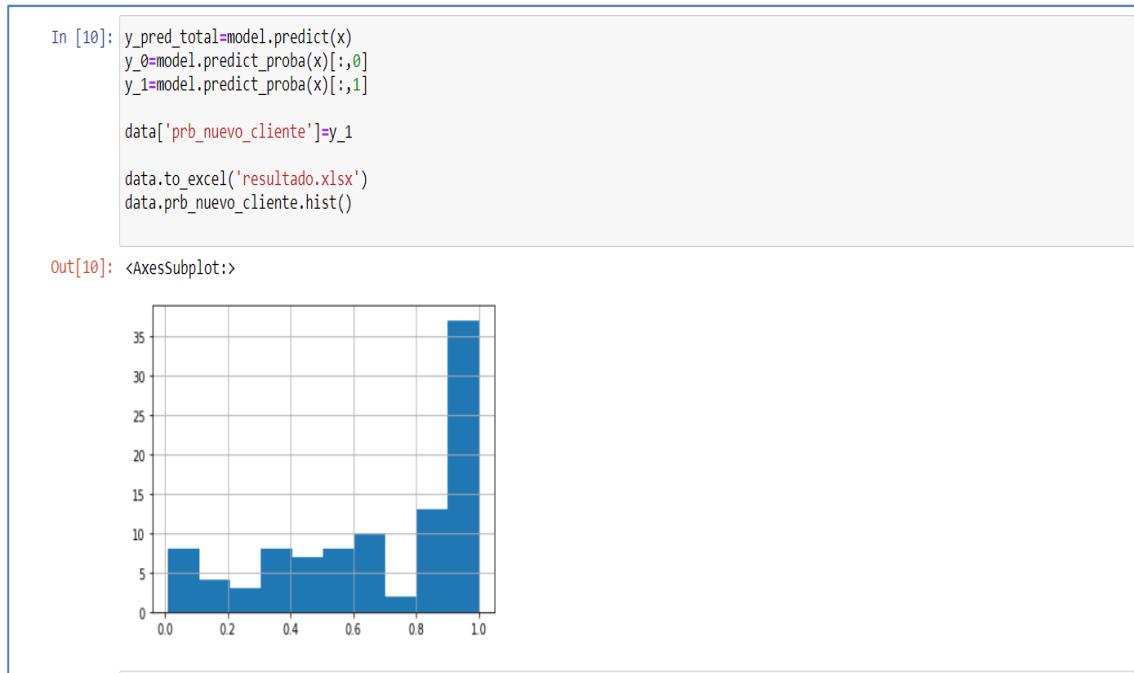 In [10]: y_pred_total=model.predict(x)
y_0=model.predict_proba(x)[:,0]
y_1=model.predict_proba(x)[:,1]
data['prb_nuevo_cliente']=y_1
data.to_excel('resultado.xlsx')
data.prb_nuevo_cliente.hist()
Out[10]: <AxesSubplot:>
35
30
25
20
15
10
5
0
0.0 0.2 0.4 0.6 0.8 1.0